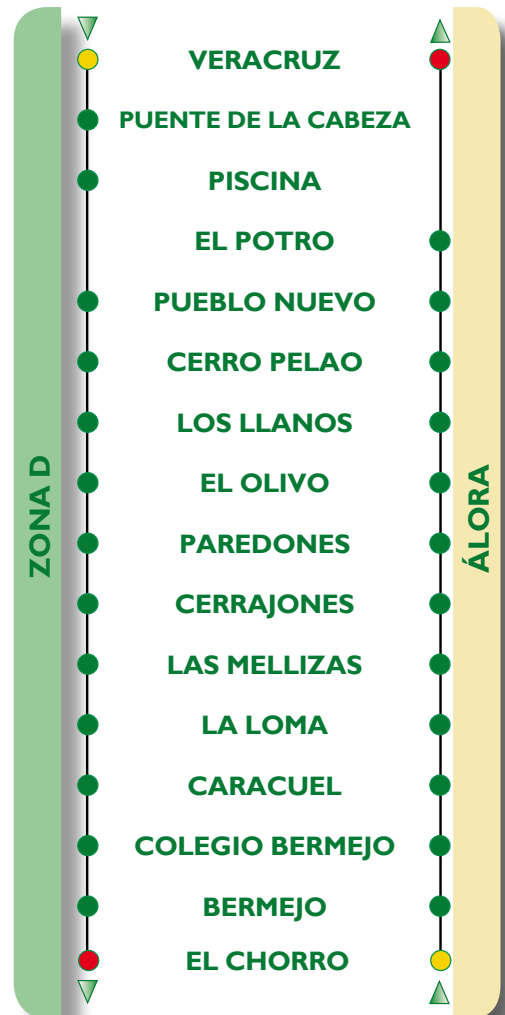 VERACRUZ
PUENTE DE LA CABEZA
PISCINA
EL POTRO
PUEBLO NUEVO
CERRO PELAO
LOS LLANOS
EL OLIVO
PAREDONES
CERRAJONES
LAS MELLIZAS
LA LOMA
CARACUEL
COLEGIO BERMEJO
BERMEJO
EL CHORRO
ZONA D
ÁLORA